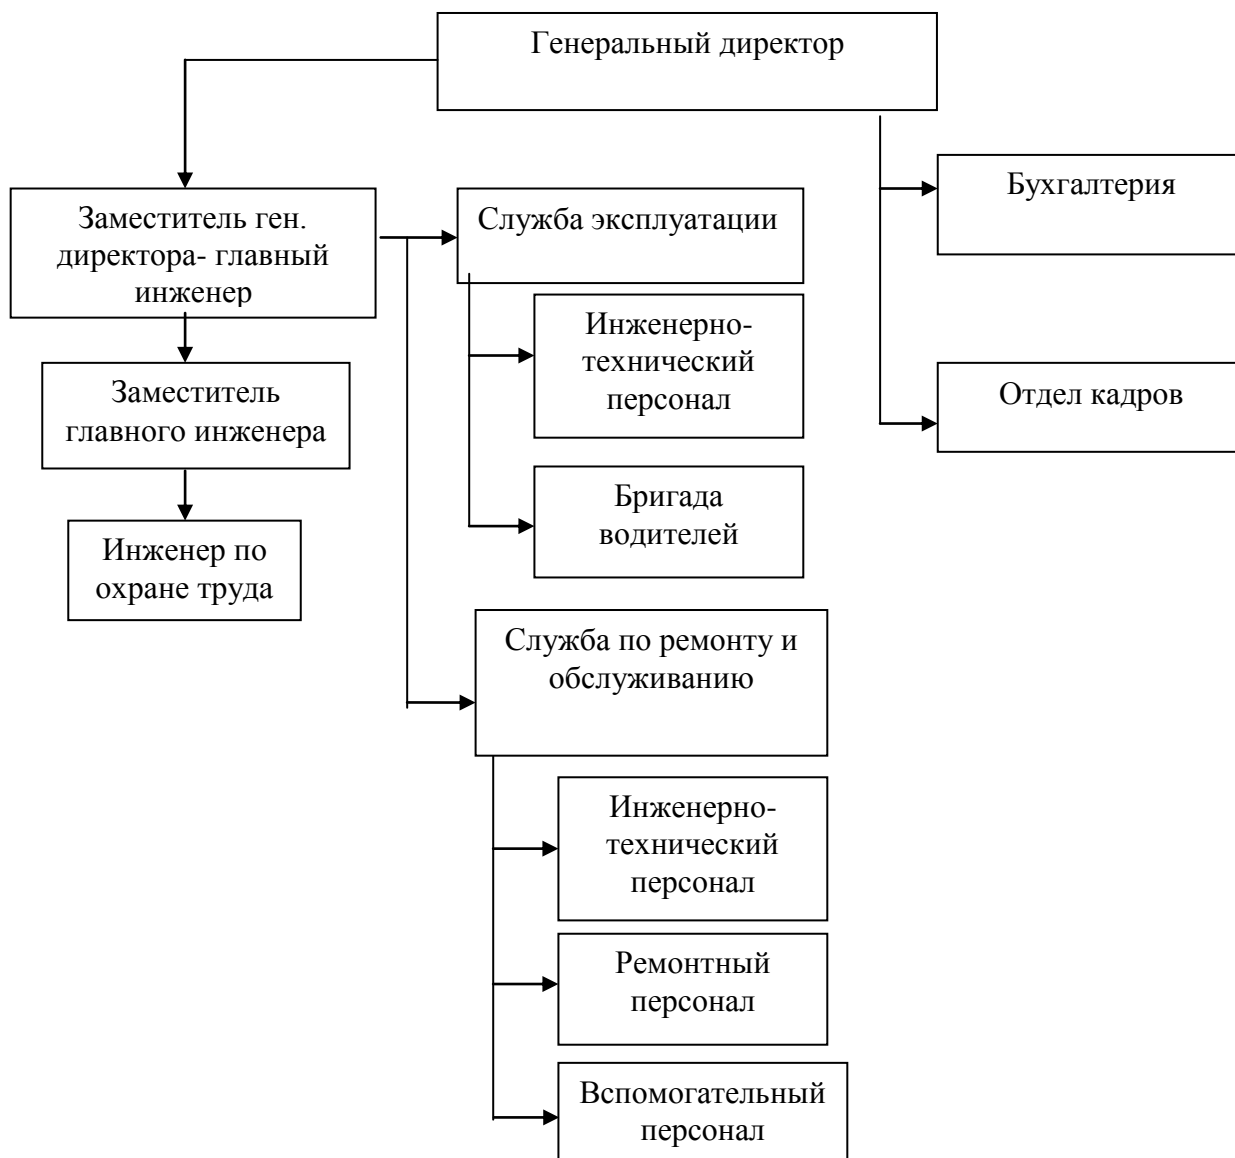 Генеральный директор
Бухгалтерия
Заместитель ген.
директора- главный
инженер
Служба эксплуатации
Инженерно-
технический
персонал
Отдел кадров
Заместитель
главного инженера
Бригада
водителей
Инженер по
охране труда
Служба по ремонту и
обслуживанию
Инженерно-
технический
персонал
Ремонтный
персонал
Вспомогательный
персонал